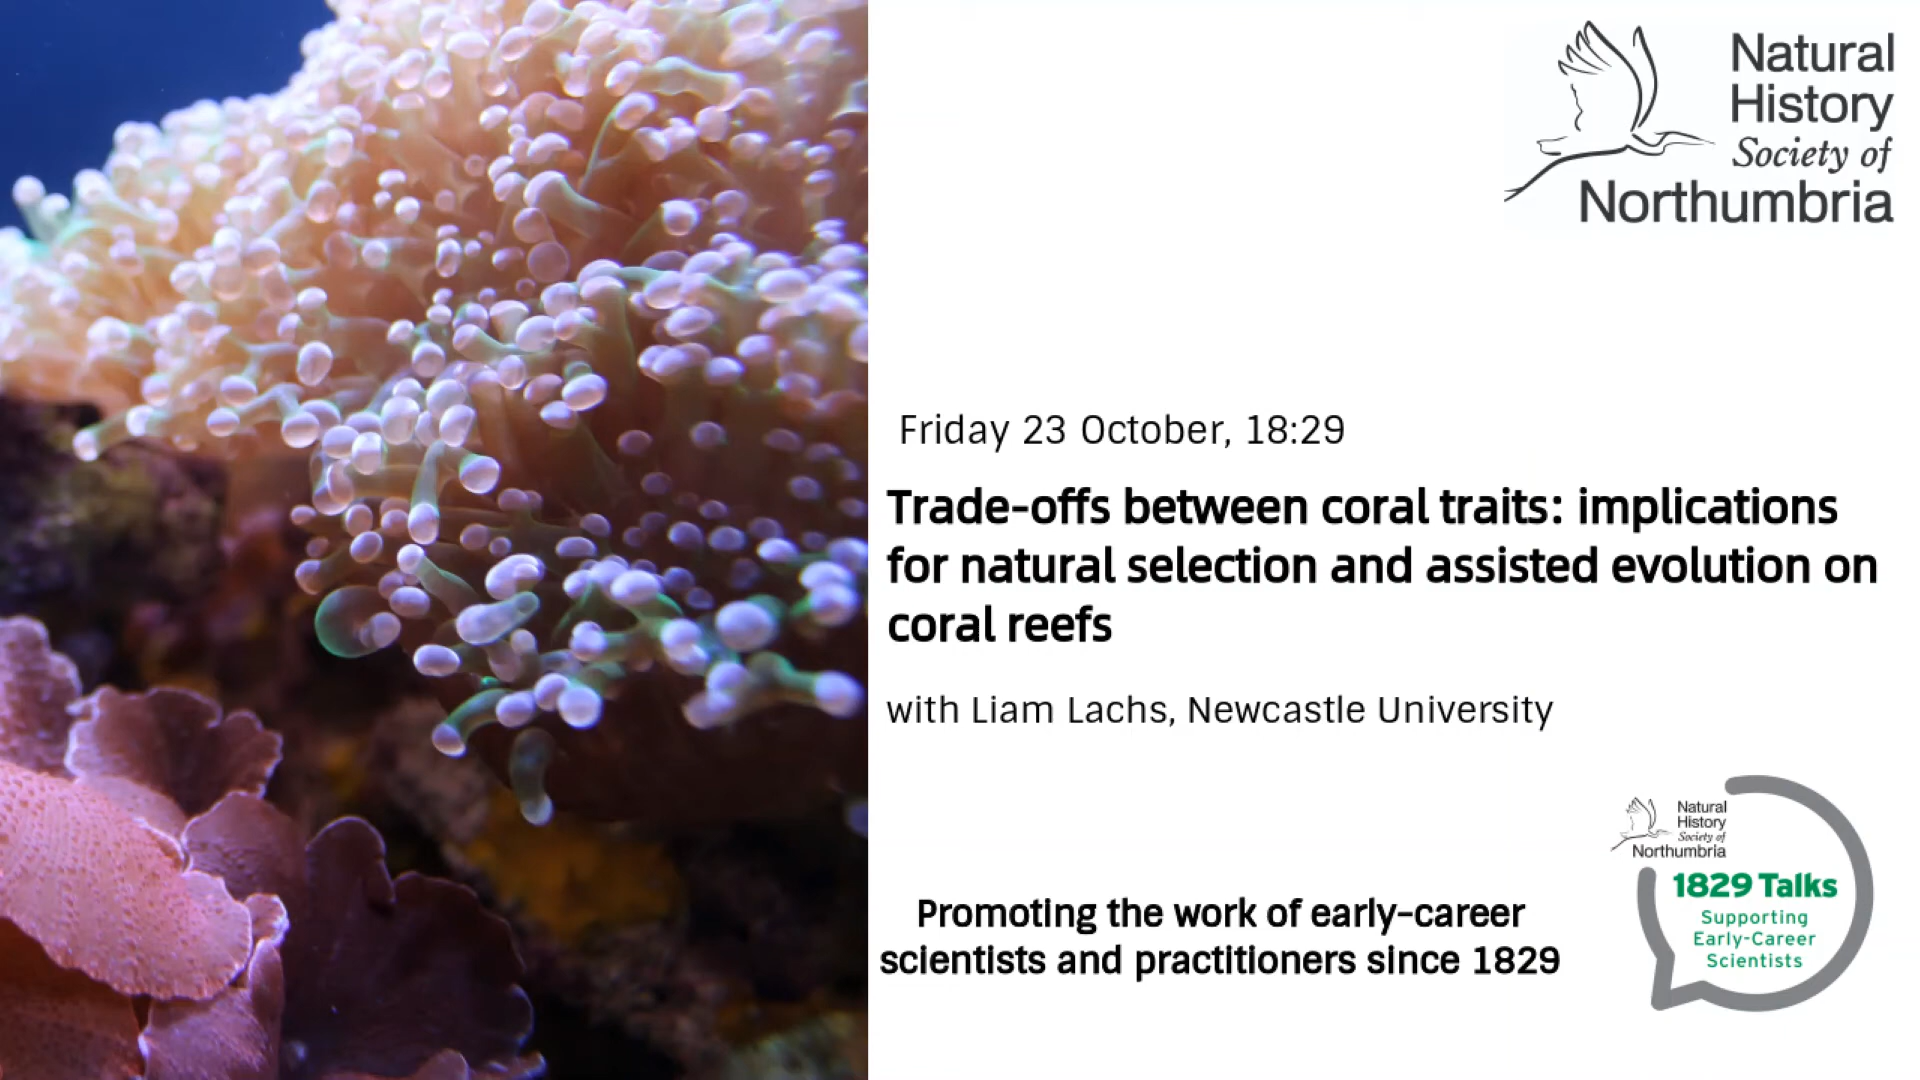 Natural
History
Society of
Northumbria
Friday 23 October, 18:29
Trade-offs between coral traits: implications
for natural selection and assisted evolution on
coral reefs
with Liam Lachs, Newcastle University
Promoting the work of early-career
scientists and practitioners since 1829
Natural
History
Society of
Northumbria
1829 Talks
Supporting
Early-Career
Scientists